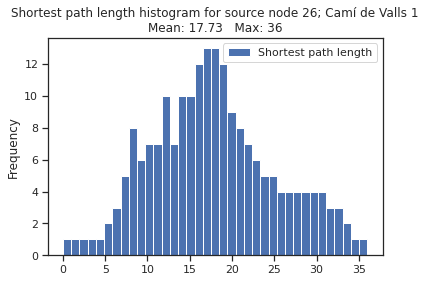 Shortest path length histogram for source node 26; Camí de Valls 1
Mean: 17.73   Max: 36
Shortest path length
Frequency
12
10
8
6
4
2
0
0 5 10 15 20 25 30 35